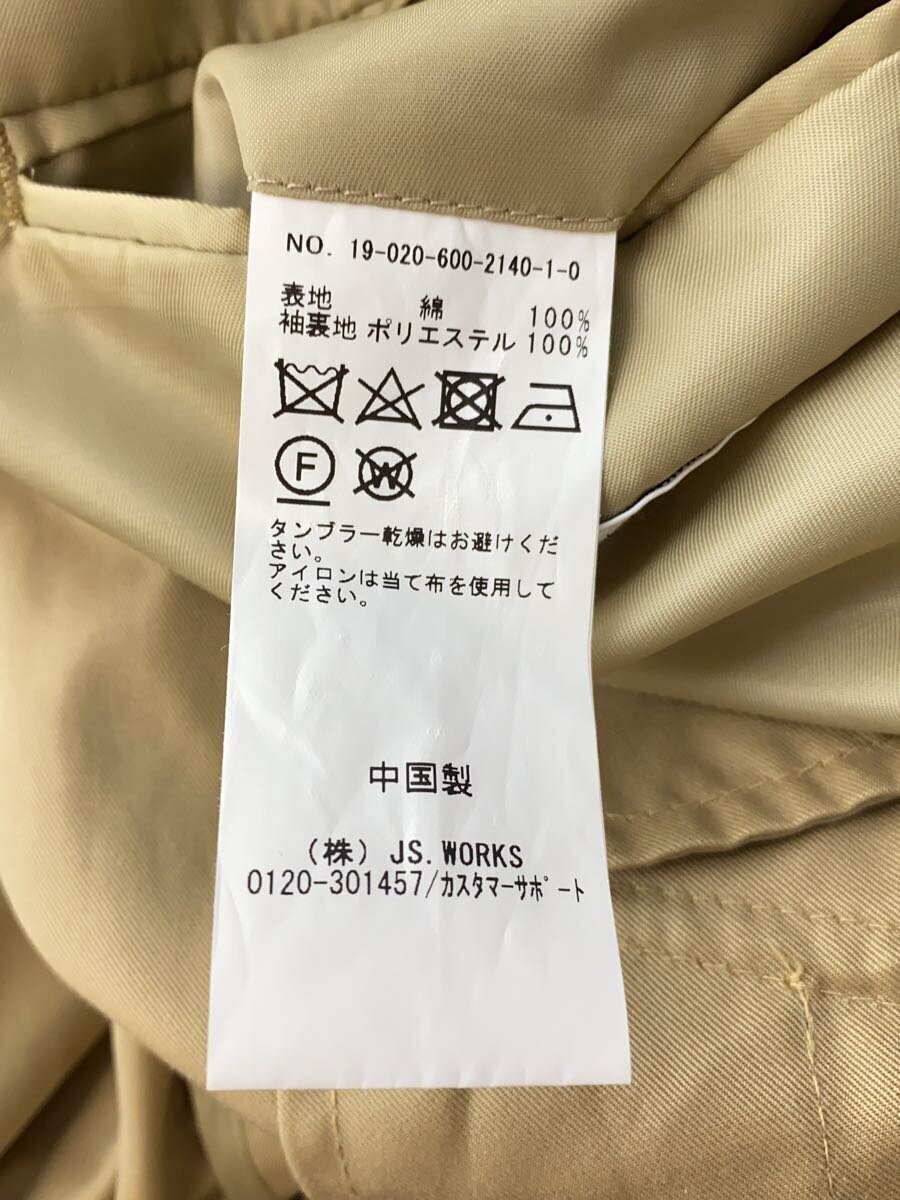 NO. 19-020-600-2140-1-0
表地 綿 100%
袖裏地 ポリエステル 100%
F
W
タンブラー乾燥はお避けくだ
さい。
アイロンは当て布を使用して
ください。
中国製
(株) JS.WORKS
0120-301457/カスタマーサポート